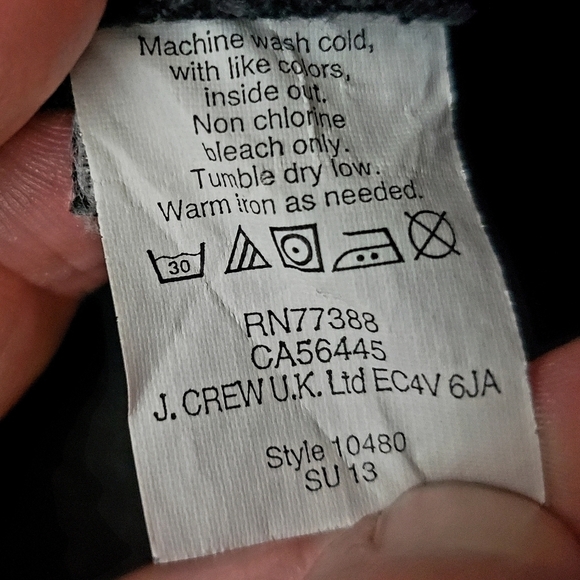 Machine wash cold,
with like colors,
inside out.
Non chlorine
bleach only.
Tumble dry low.
Warm iron as needed.
30
RN77388
CA56445
J. CREW U.K. Ltd EC4V 6JA
Style 10480
SU 13